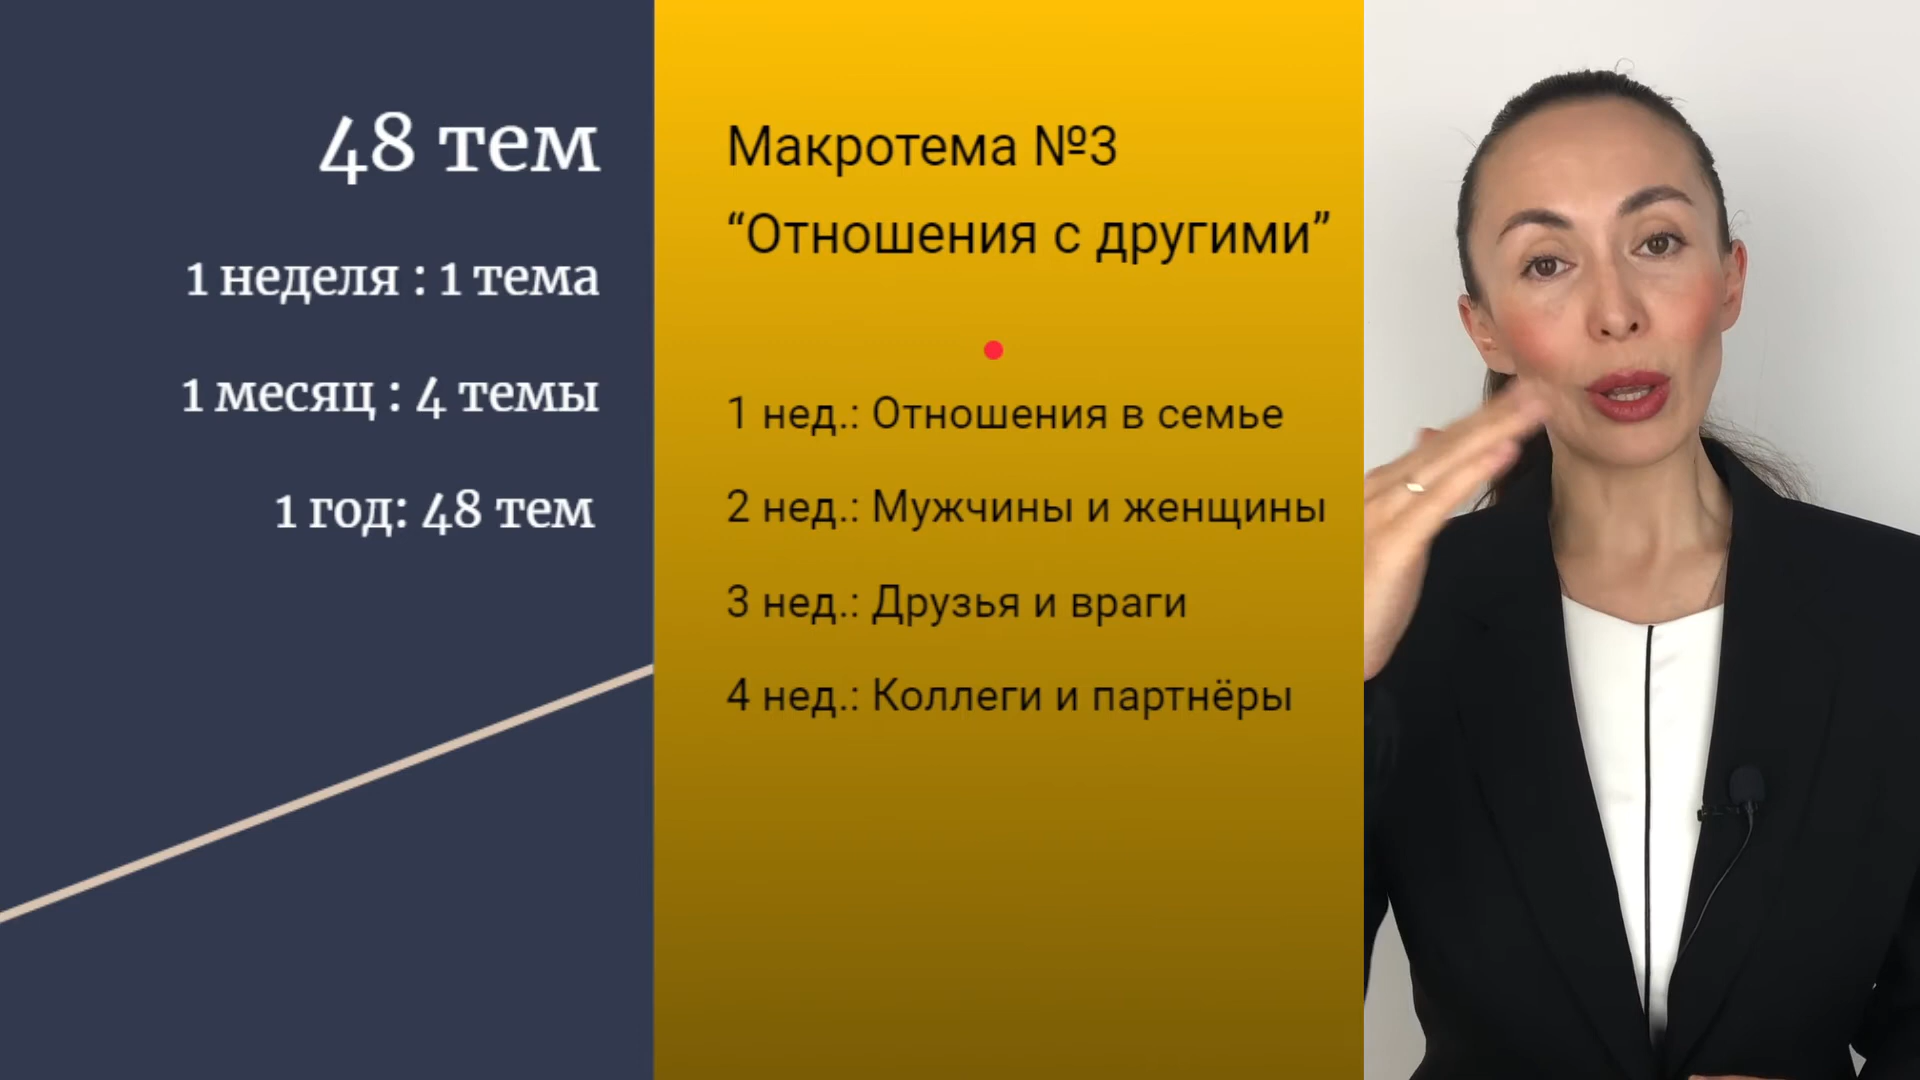 48 тем
1 неделя : 1 тема
1 месяц : 4 темы
1 год: 48 тем
Макротема №3
“Отношения с другими”
1 нед.: Отношения в семье
2 нед.: Мужчины и женщины
3 нед.: Друзья и враги
4 нед.: Коллеги и партнёры